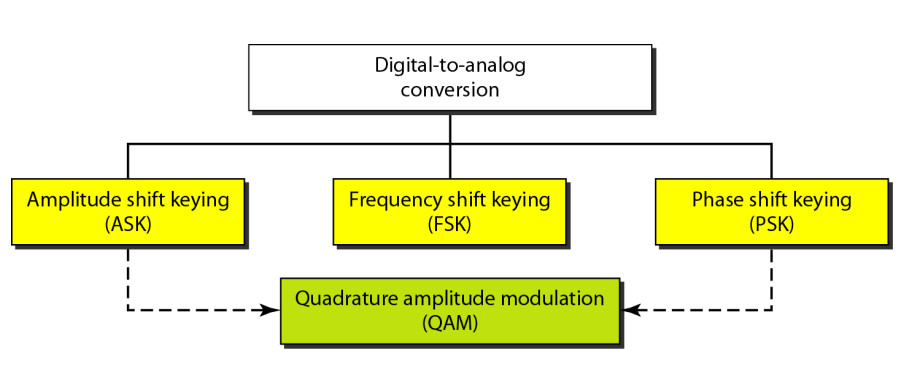 Digital-to-analog
conversion
Amplitude shift keying
(ASK)
Frequency shift keying
(FSK)
Phase shift keying
(PSK)
Quadrature amplitude modulation
(QAM)